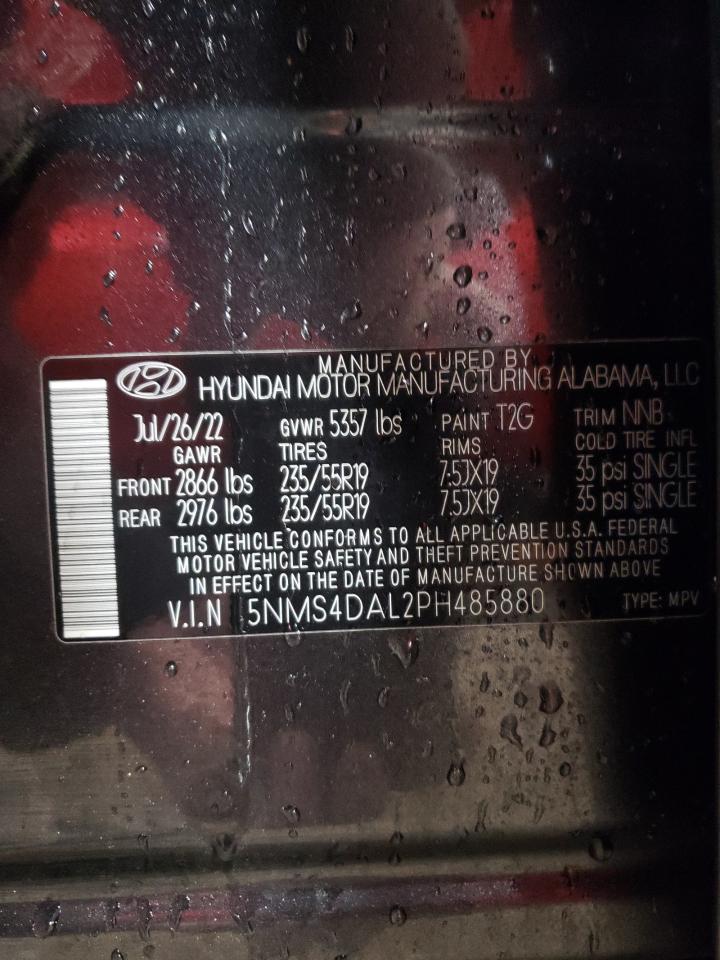 MANUFACTURED BY
HYUNDAI MOTOR MANUFACTURING ALABAMA, LLC
Jul/26/22 GVWR 5357 lbs PAINT T2G TRIM NNB
GAWR TIRES RIMS COLD TIRE INFL
FRONT 2866 lbs 235/55R19 7.5JX19 35 psi SINGLE
REAR 2976 lbs 235/55R19 7.5JX19 35 psi SINGLE
THIS VEHICLE CONFORMS TO ALL APPLICABLE U.S.A. FEDERAL
MOTOR VEHICLE SAFETY AND THEFT PREVENTION STANDARDS
IN EFFECT ON THE DATE OF MANUFACTURE SHOWN ABOVE
V.I.N 5NMS4DAL2PH485880 TYPE: MPV